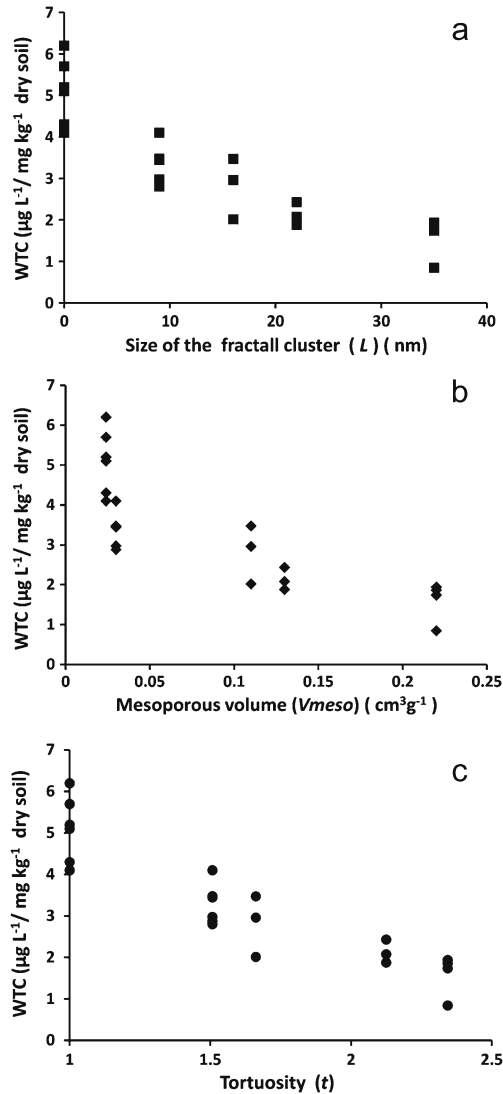 a
7
6
5
4
3
2
1
0
WTC (µg L-1/ mg kg-1 dry soil)
0 10 20 30 40
Size of the fractall cluster ( L ) ( nm)
b
7
6
5
4
3
2
1
0
WTC (µg L-1/ mg kg-1 dry soil)
0 0.05 0.1 0.15 0.2 0.25
Mesoporous volume (Vmeso) ( cm3g-1 )
c
7
6
5
4
3
2
1
0
WTC (µg L-1/ mg kg-1 dry soil)
1 1.5 2 2.5
Tortuosity (t)